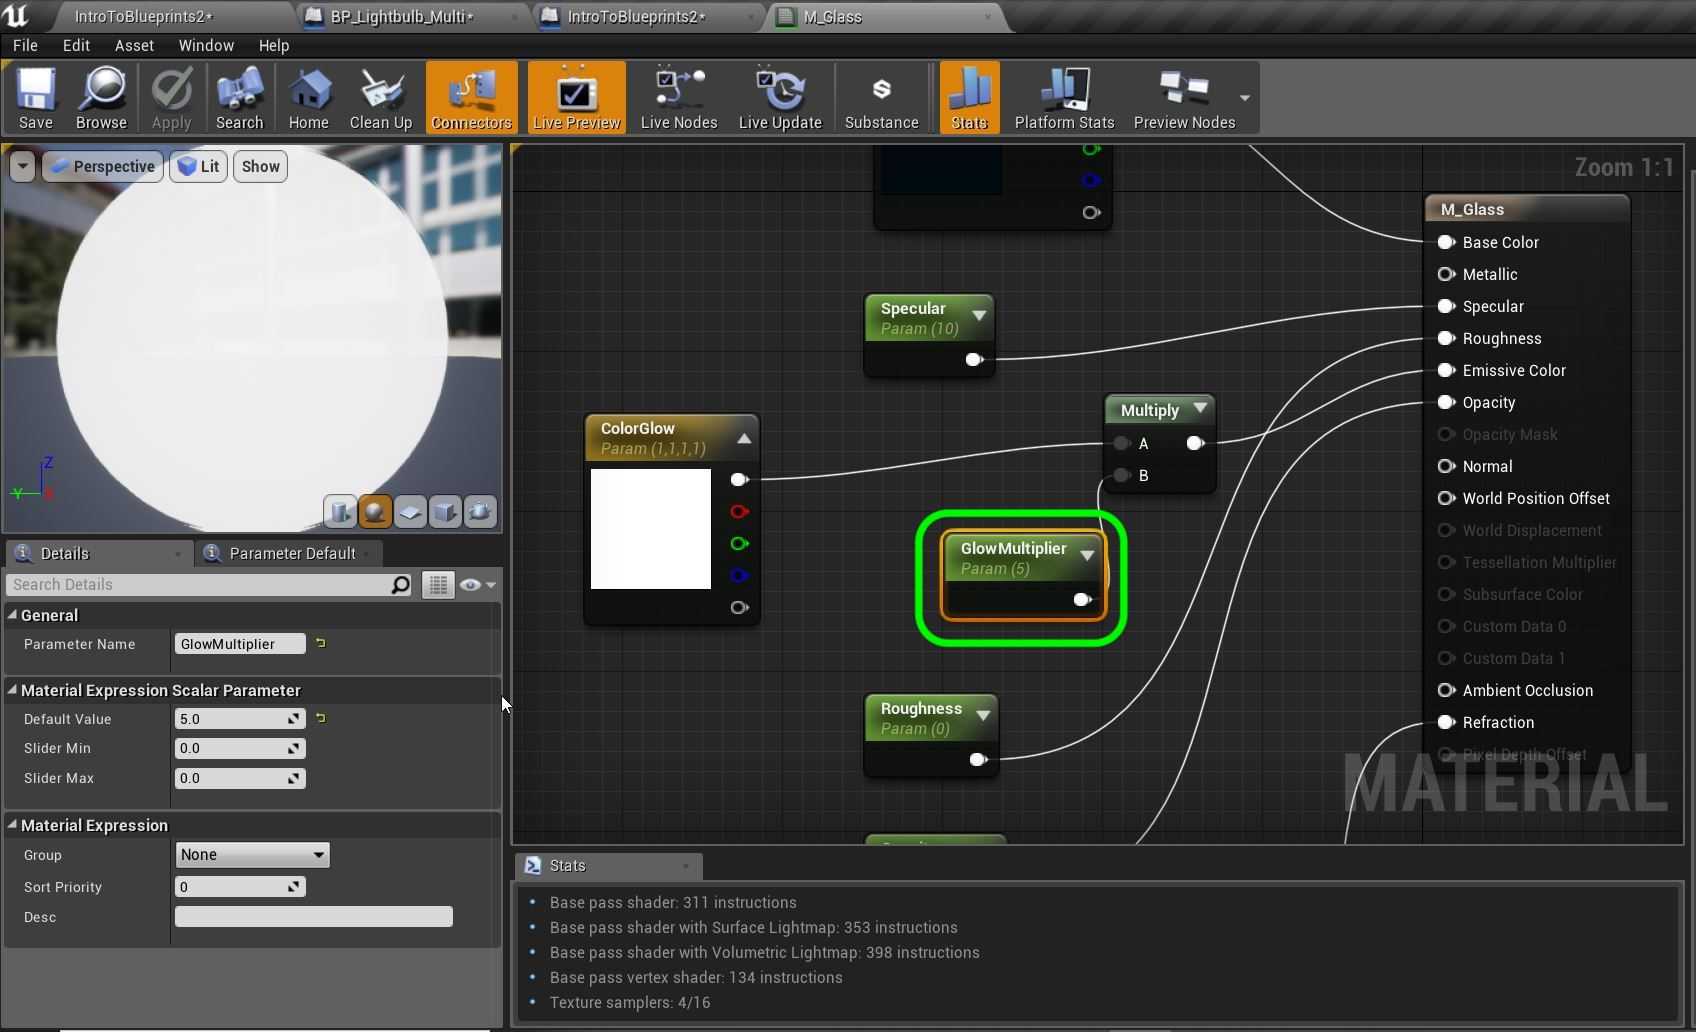 IntroToBlueprints2*
BP_Lightbulb_Multi*
IntroToBlueprints2*
M_Glass
File Edit Asset Window Help
Save Browse Apply Search Home Clean Up Connectors Live Preview Live Nodes Live Update Substance Stats Platform Stats Preview Nodes
Perspective Lit Show
Z
Y
X
Zoom 1:1
M_Glass
Base Color
Metallic
Specular
Roughness
Emissive Color
Opacity
Opacity Mask
Normal
World Position Offset
World Displacement
Tessellation Multiplier
Subsurface Color
Custom Data 0
Custom Data 1
Ambient Occlusion
Refraction
Pixel Depth Offset
MATERIAL
Specular
Param (10)
Multiply
A
B
ColorGlow
Param (1,1,1,1)
GlowMultiplier
Param (5)
Roughness
Param (0)
Details
Parameter Default
Search Details
General
Parameter Name GlowMultiplier
Material Expression Scalar Parameter
Default Value 5.0
Slider Min 0.0
Slider Max 0.0
Material Expression
Group None
Sort Priority 0
Desc
Stats
Base pass shader: 311 instructions
Base pass shader with Surface Lightmap: 353 instructions
Base pass shader with Volumetric Lightmap: 398 instructions
Base pass vertex shader: 134 instructions
Texture samplers: 4/16